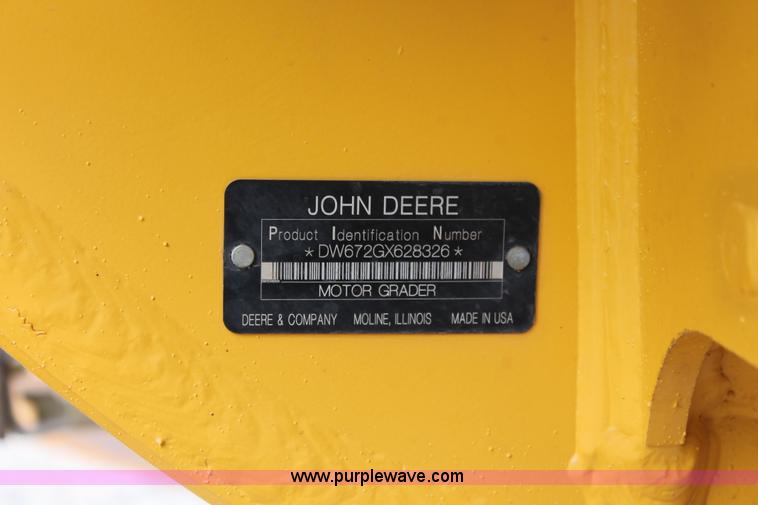 JOHN DEERE
Product Identification Number
*DW672GX628326*
MOTOR GRADER
DEERE & COMPANY MOLINE, ILLINOIS MADE IN USA
www.purplewave.com